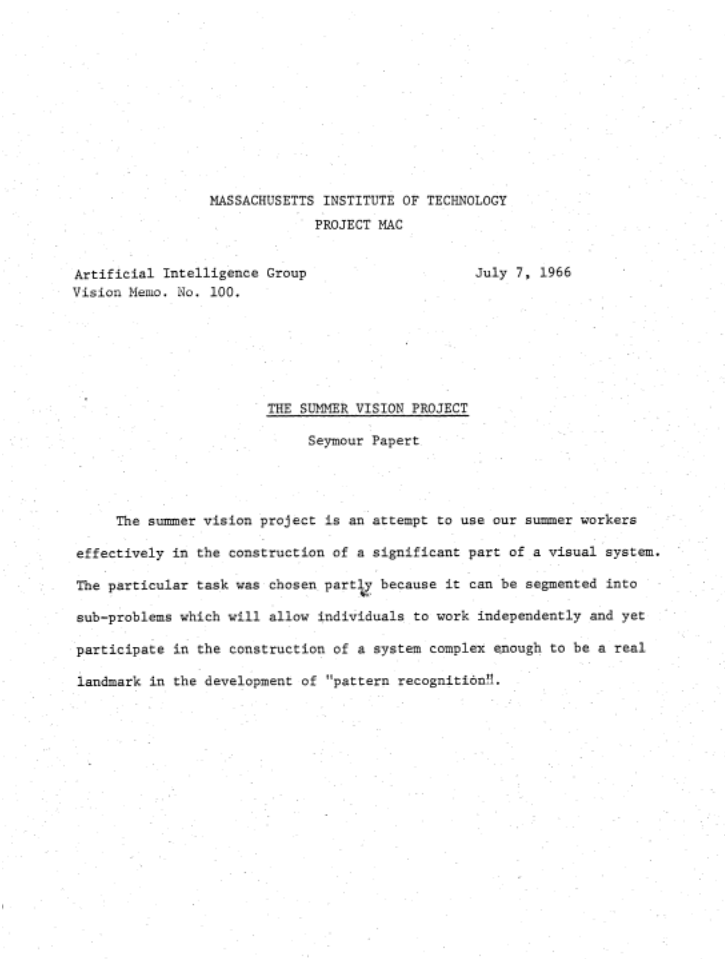 MASSACHUSETTS INSTITUTE OF TECHNOLOGY
PROJECT MAC
Artificial Intelligence Group July 7, 1966
Vision Memo. No. 100.
THE SUMMER VISION PROJECT
Seymour Papert
The summer vision project is an attempt to use our summer workers
effectively in the construction of a significant part of a visual system.
The particular task was chosen partly because it can be segmented into
sub-problems which will allow individuals to work independently and yet
participate in the construction of a system complex enough to be a real
landmark in the development of "pattern recognition".